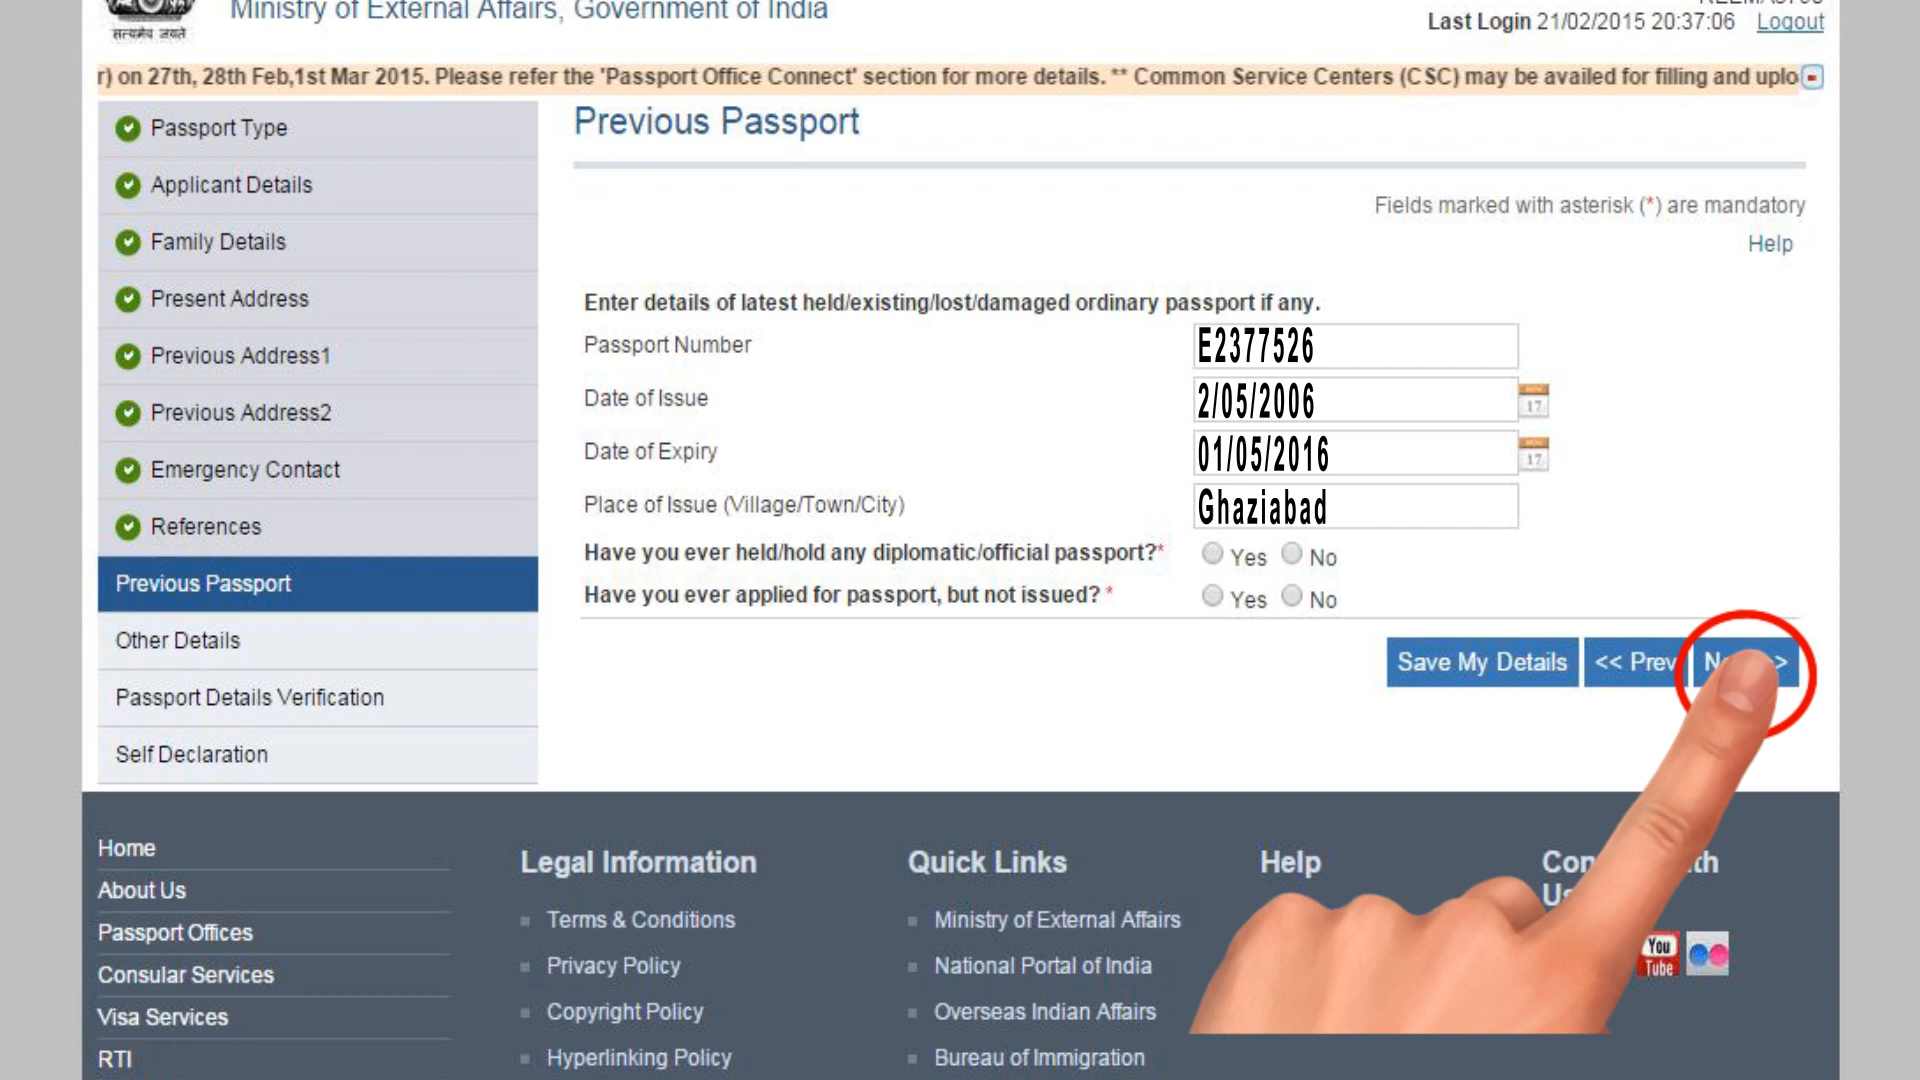 Ministry of External Affairs, Government of India
सत्यमेव जयते
Last Login 21/02/2015 20:37:06 Logout
r) on 27th, 28th Feb,1st Mar 2015. Please refer the 'Passport Office Connect' section for more details. ** Common Service Centers (CSC) may be availed for filling and uplo
Passport Type
Applicant Details
Family Details
Present Address
Previous Address1
Previous Address2
Emergency Contact
References
Previous Passport
Other Details
Passport Details Verification
Self Declaration
Previous Passport
Fields marked with asterisk (*) are mandatory
Help
Enter details of latest held/existing/lost/damaged ordinary passport if any.
Passport Number E2377526
Date of Issue 2/05/2006
17
Date of Expiry 01/05/2016
17
Place of Issue (Village/Town/City) Ghaziabad
Have you ever held/hold any diplomatic/official passport?* Yes No
Have you ever applied for passport, but not issued? * Yes No
Save My Details << Prev >
Home
About Us
Passport Offices
Consular Services
Visa Services
RTI
Legal Information
Terms & Conditions
Privacy Policy
Copyright Policy
Hyperlinking Policy
Quick Links
Ministry of External Affairs
National Portal of India
Overseas Indian Affairs
Bureau of Immigration
Help
You
Tube